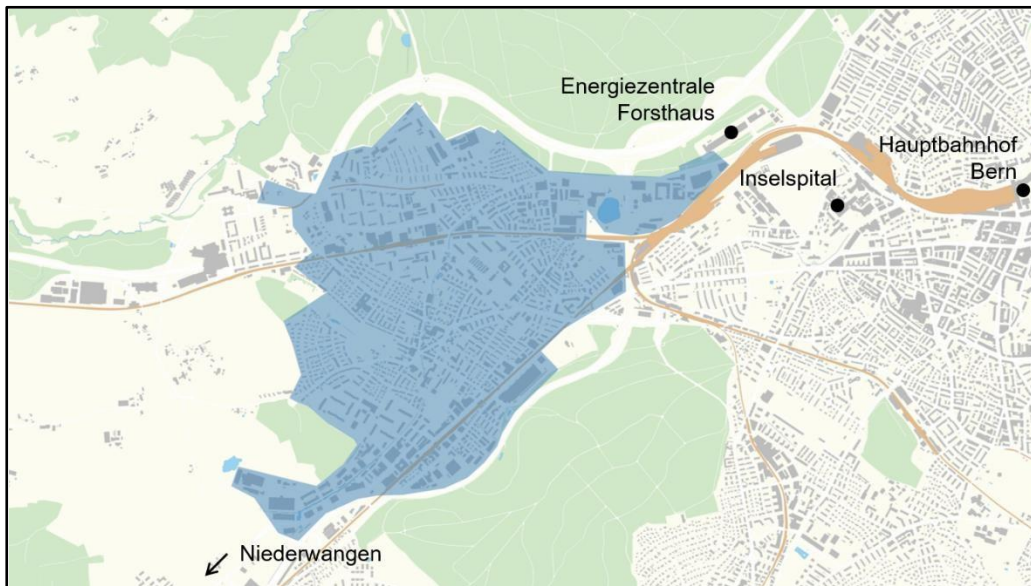 Energiezentrale
Forsthaus
Hauptbahnhof
Bern
Inselspital
Niederwangen